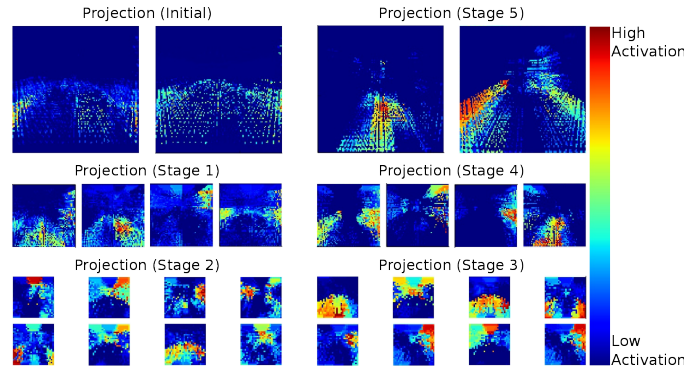 Projection (Initial)
Projection (Stage 5)
High
Activation
Projection (Stage 1)
Projection (Stage 4)
Projection (Stage 2)
Projection (Stage 3)
Low
Activation